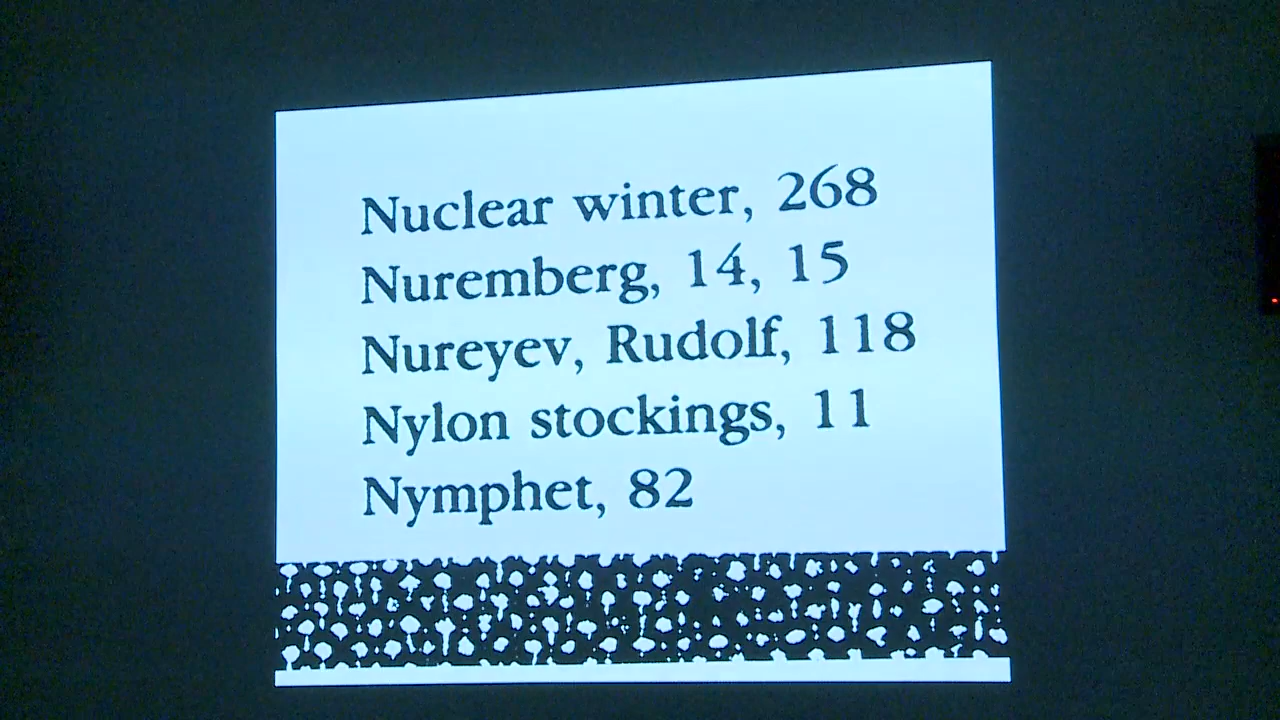 Nuclear winter, 268
Nuremberg, 14, 15
Nureyev, Rudolf, 118
Nylon stockings, 11
Nymphet, 82